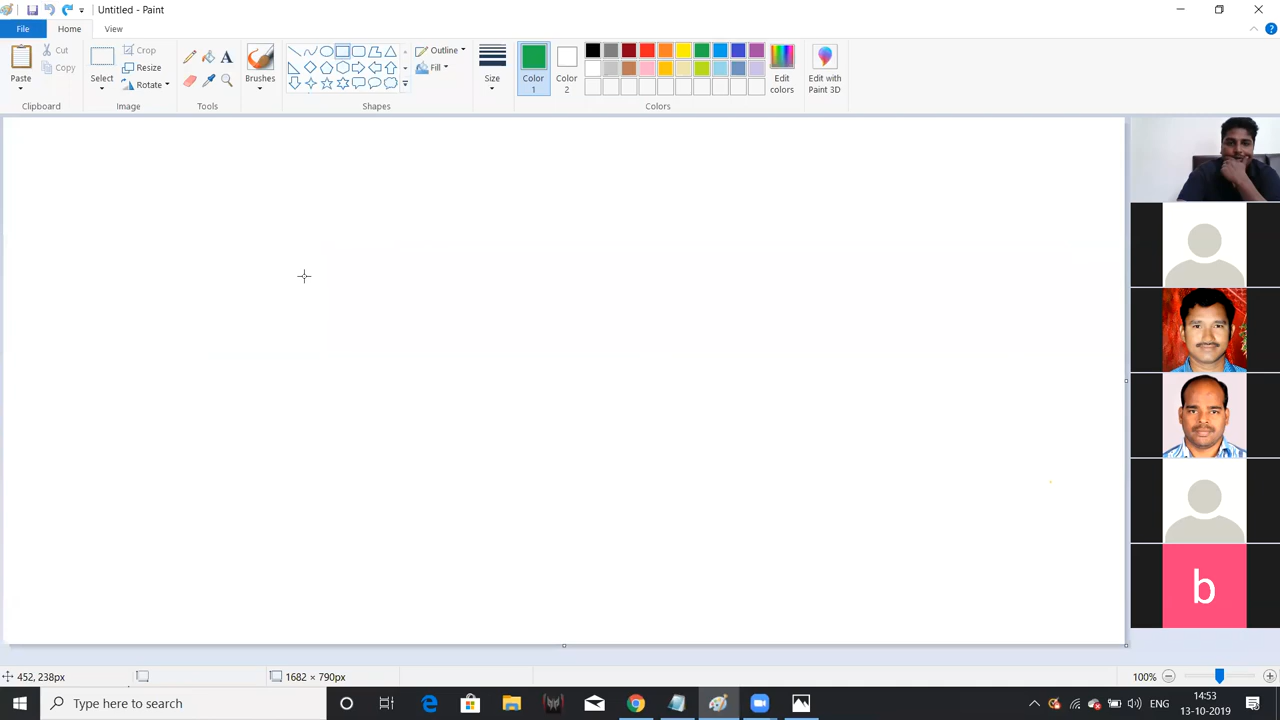 Untitled - Paint
File
Home
View
Paste
Cut
Copy
Clipboard
Select
Crop
Resize
Rotate
Image
Tools
Brushes
Shapes
Outline
Fill
Size
Color
1
Color
2
Colors
Edit
colors
Edit with
Paint 3D
b
452, 238px
1682 × 790px
100%
Type here to search
ENG
14:53
13-10-2019